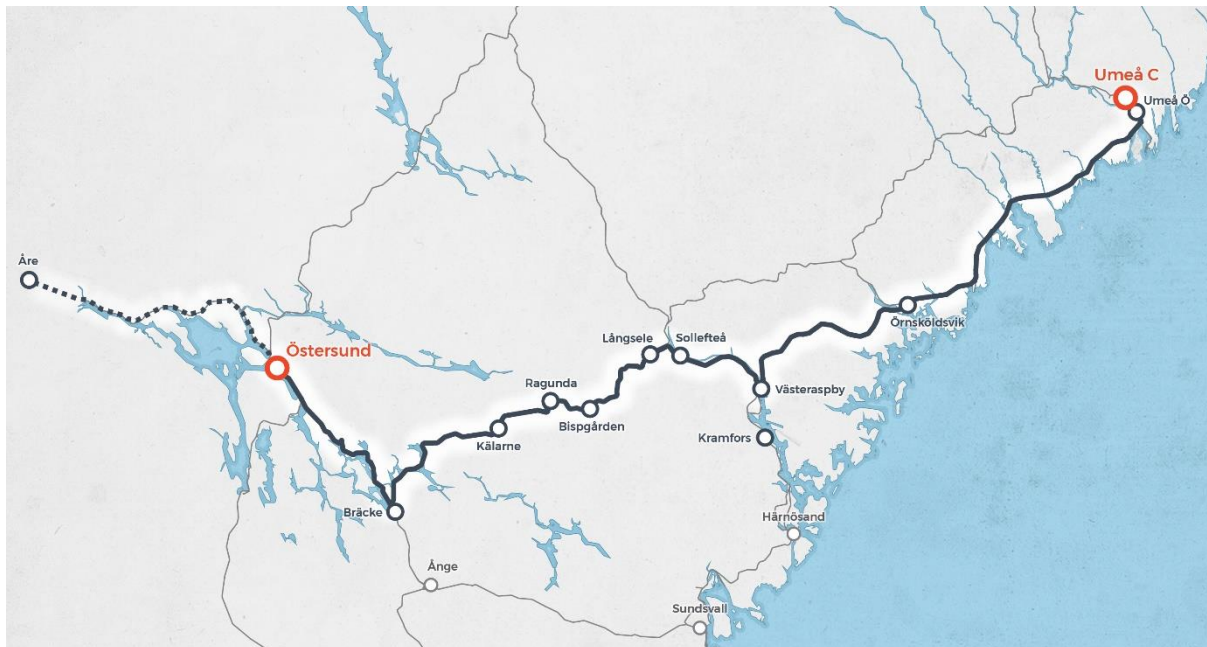 Umeå C
Umeå Ö
Åre
Örnsköldsvik
Östersund
Långsele
Sollefteå
Ragunda
Västeraspby
Bispgården
Kälarne
Kramfors
Bräcke
Härnösand
Ånge
Sundsvall